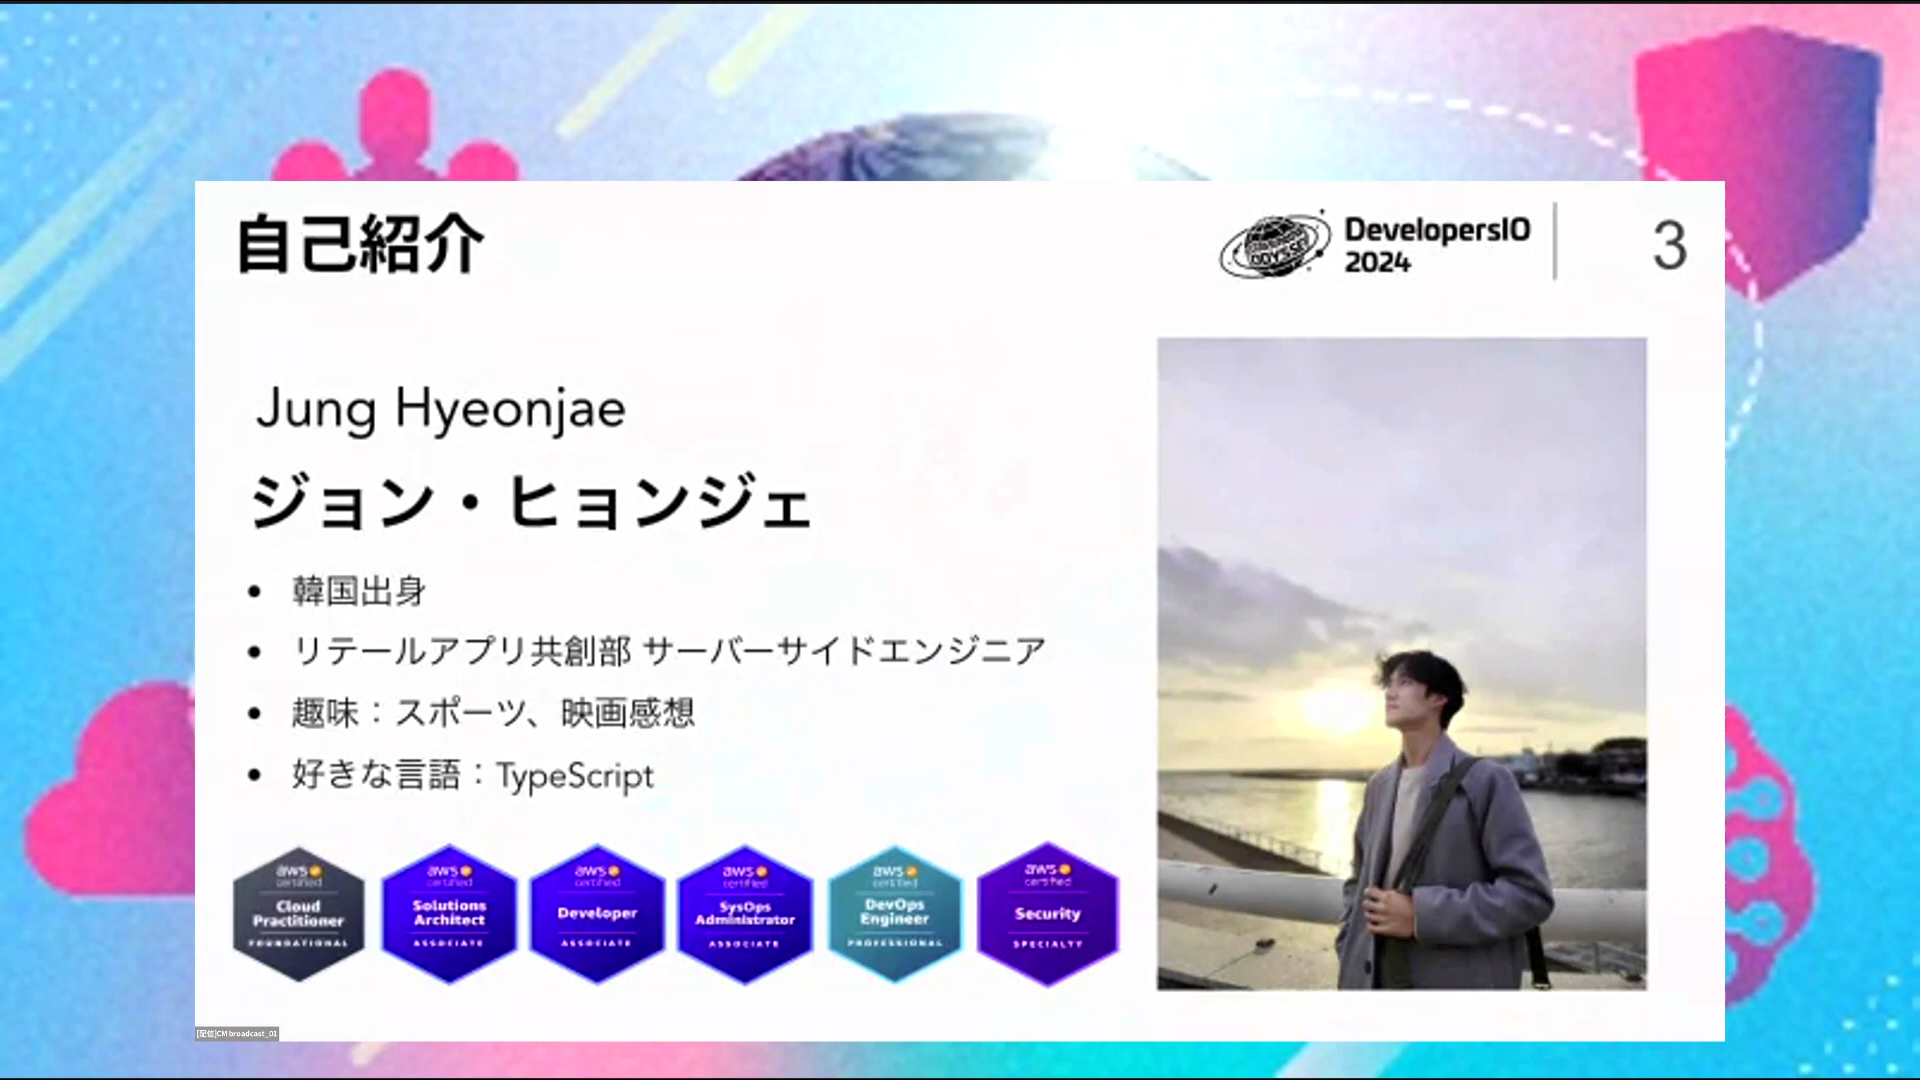 自己紹介
DevelopersIO
2024
3
Jung Hyeonjae
ジョン・ヒョンジェ
• 韓国出身
• リテールアプリ共創部 サーバーサイドエンジニア
• 趣味：スポーツ、映画感想
• 好きな言語：TypeScript
aws certified Cloud Practitioner FOUNDATIONAL
aws certified Solutions Architect ASSOCIATE
aws certified Developer ASSOCIATE
aws certified SysOps Administrator ASSOCIATE
aws certified DevOps Engineer PROFESSIONAL
aws certified Security SPECIALTY
[配信]CM broadcast_01